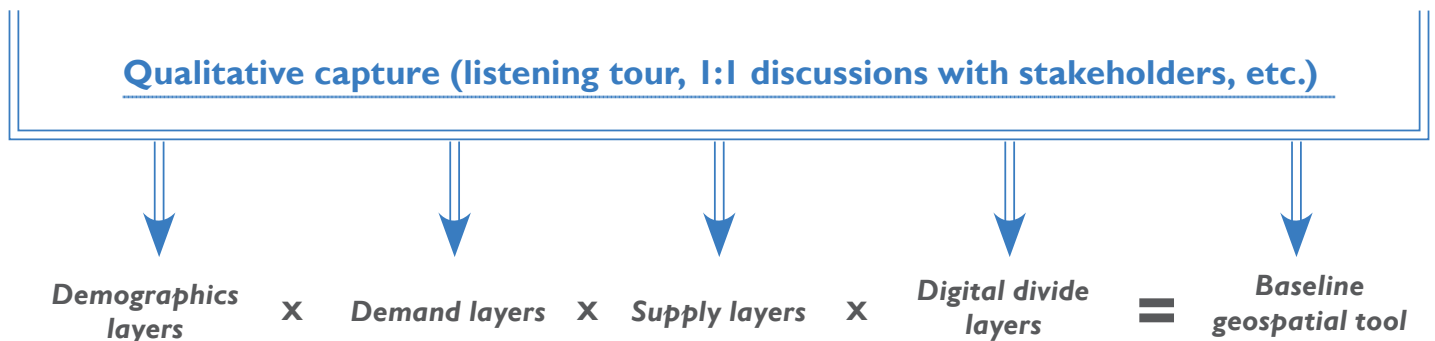 Qualitative capture (listening tour, 1:1 discussions with stakeholders, etc.)
Demographics
layers
x
Demand layers
x
Supply layers
x
Digital divide
layers
=
Baseline
geospatial tool